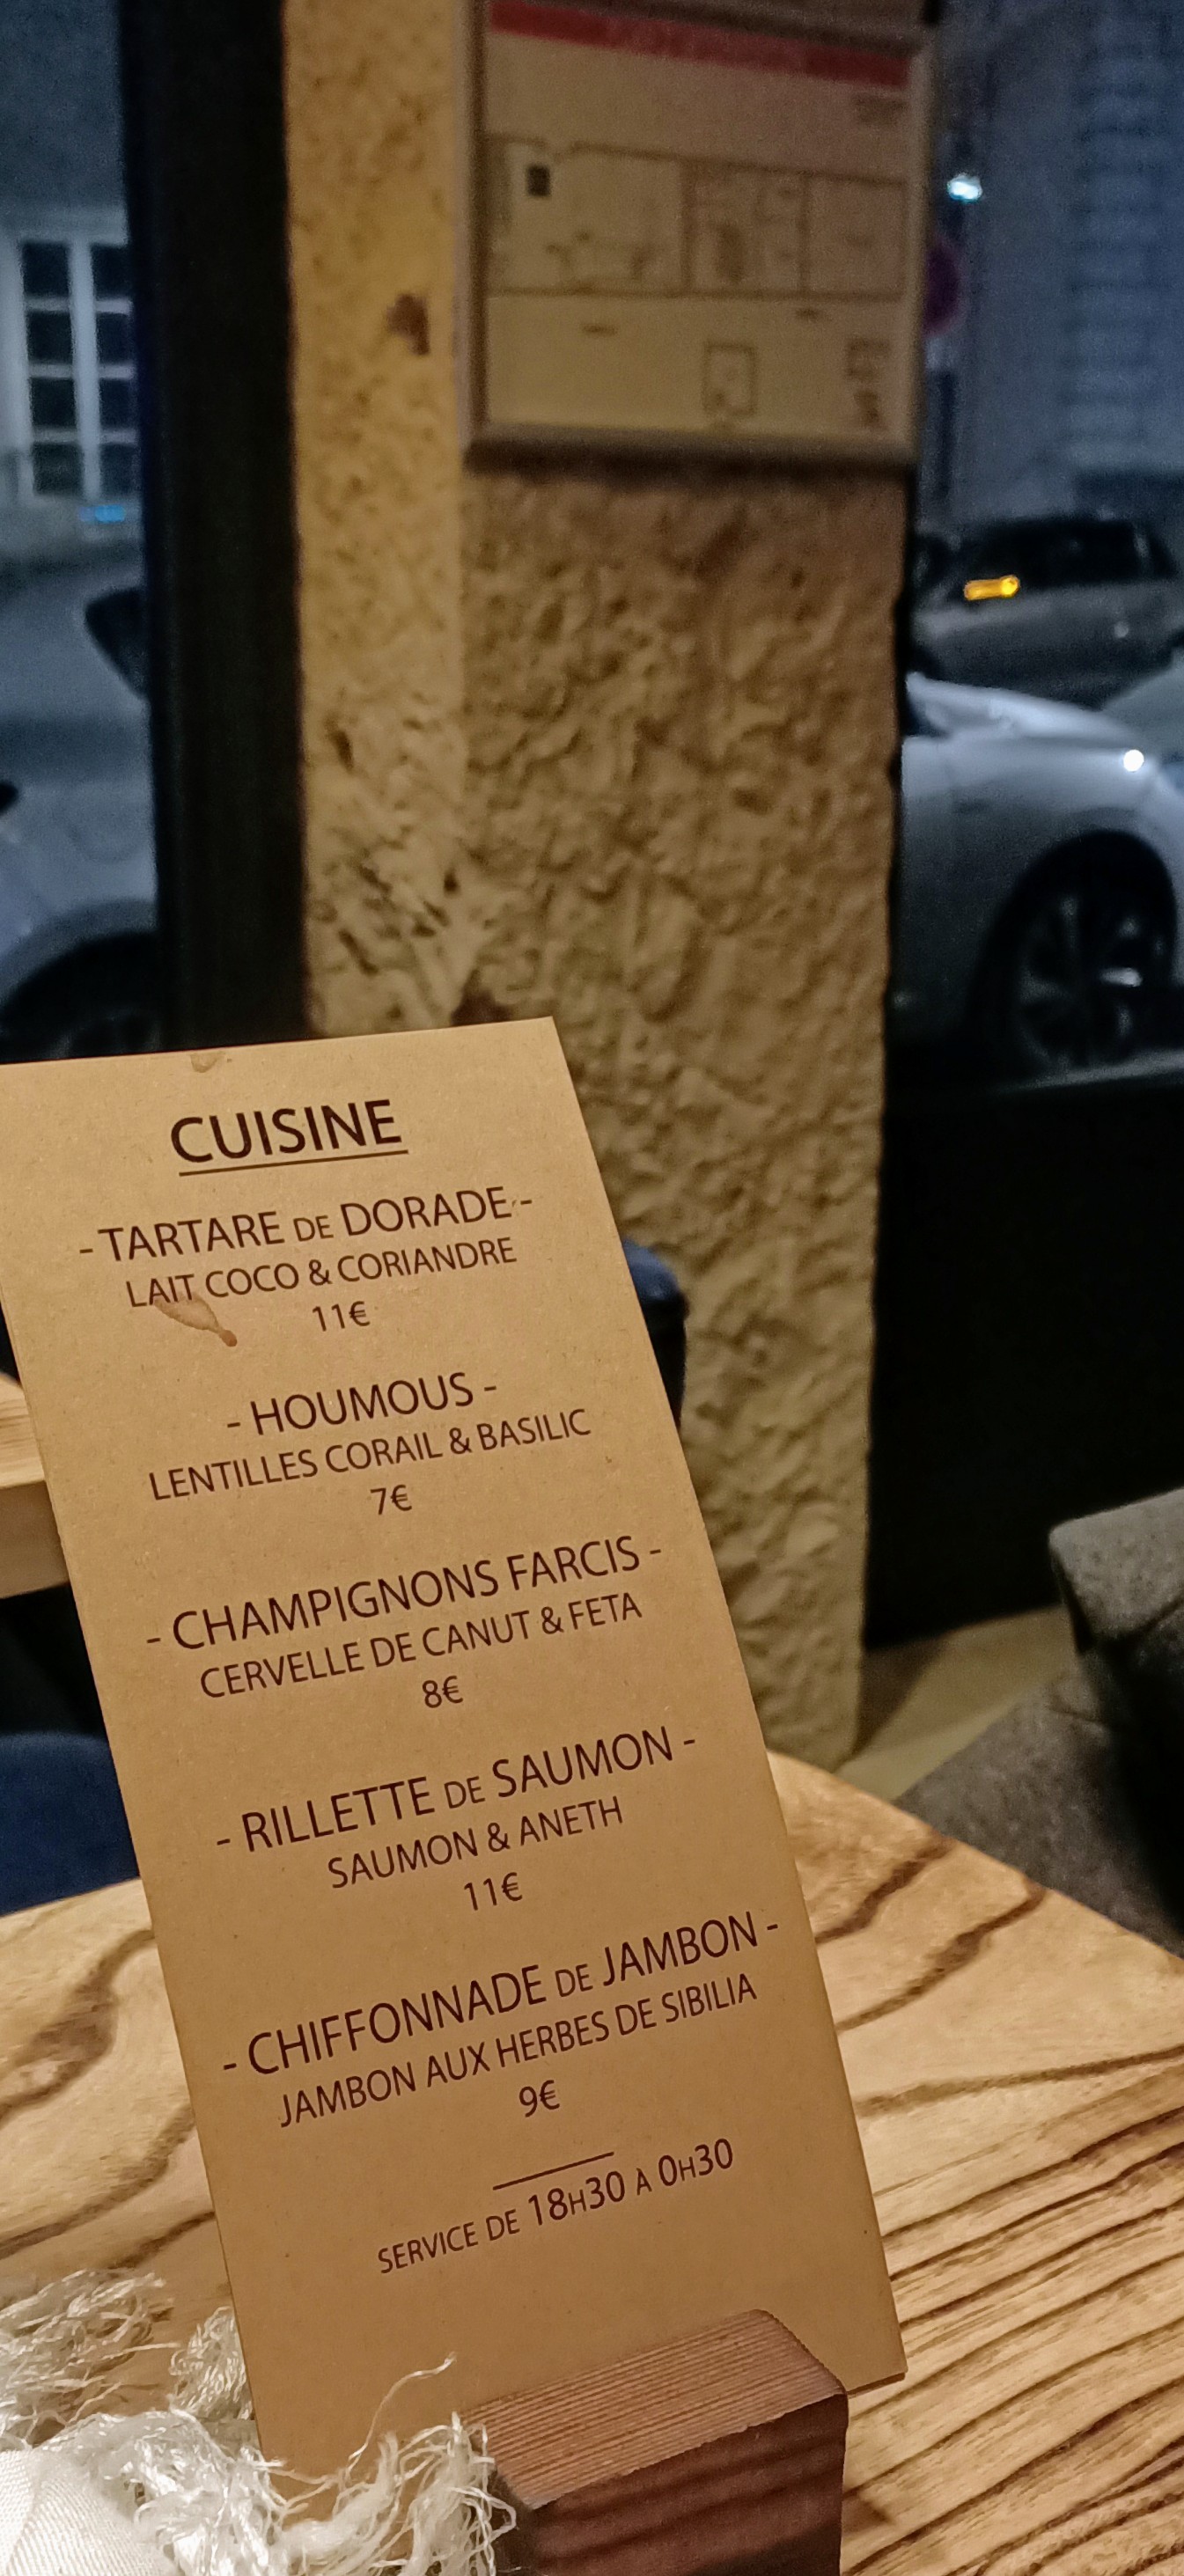 CUISINE
- TARTARE DE DORADE -
LAIT COCO & CORIANDRE
11€
- HOUMOUS -
LENTILLES CORAIL & BASILIC
7€
- CHAMPIGNONS FARCIS -
CERVELLE DE CANUT & FETA
8€
- RILLETTE DE SAUMON -
SAUMON & ANETH
11€
- CHIFFONNADE DE JAMBON -
JAMBON AUX HERBES DE SIBILIA
9€
SERVICE DE 18H30 À 0H30